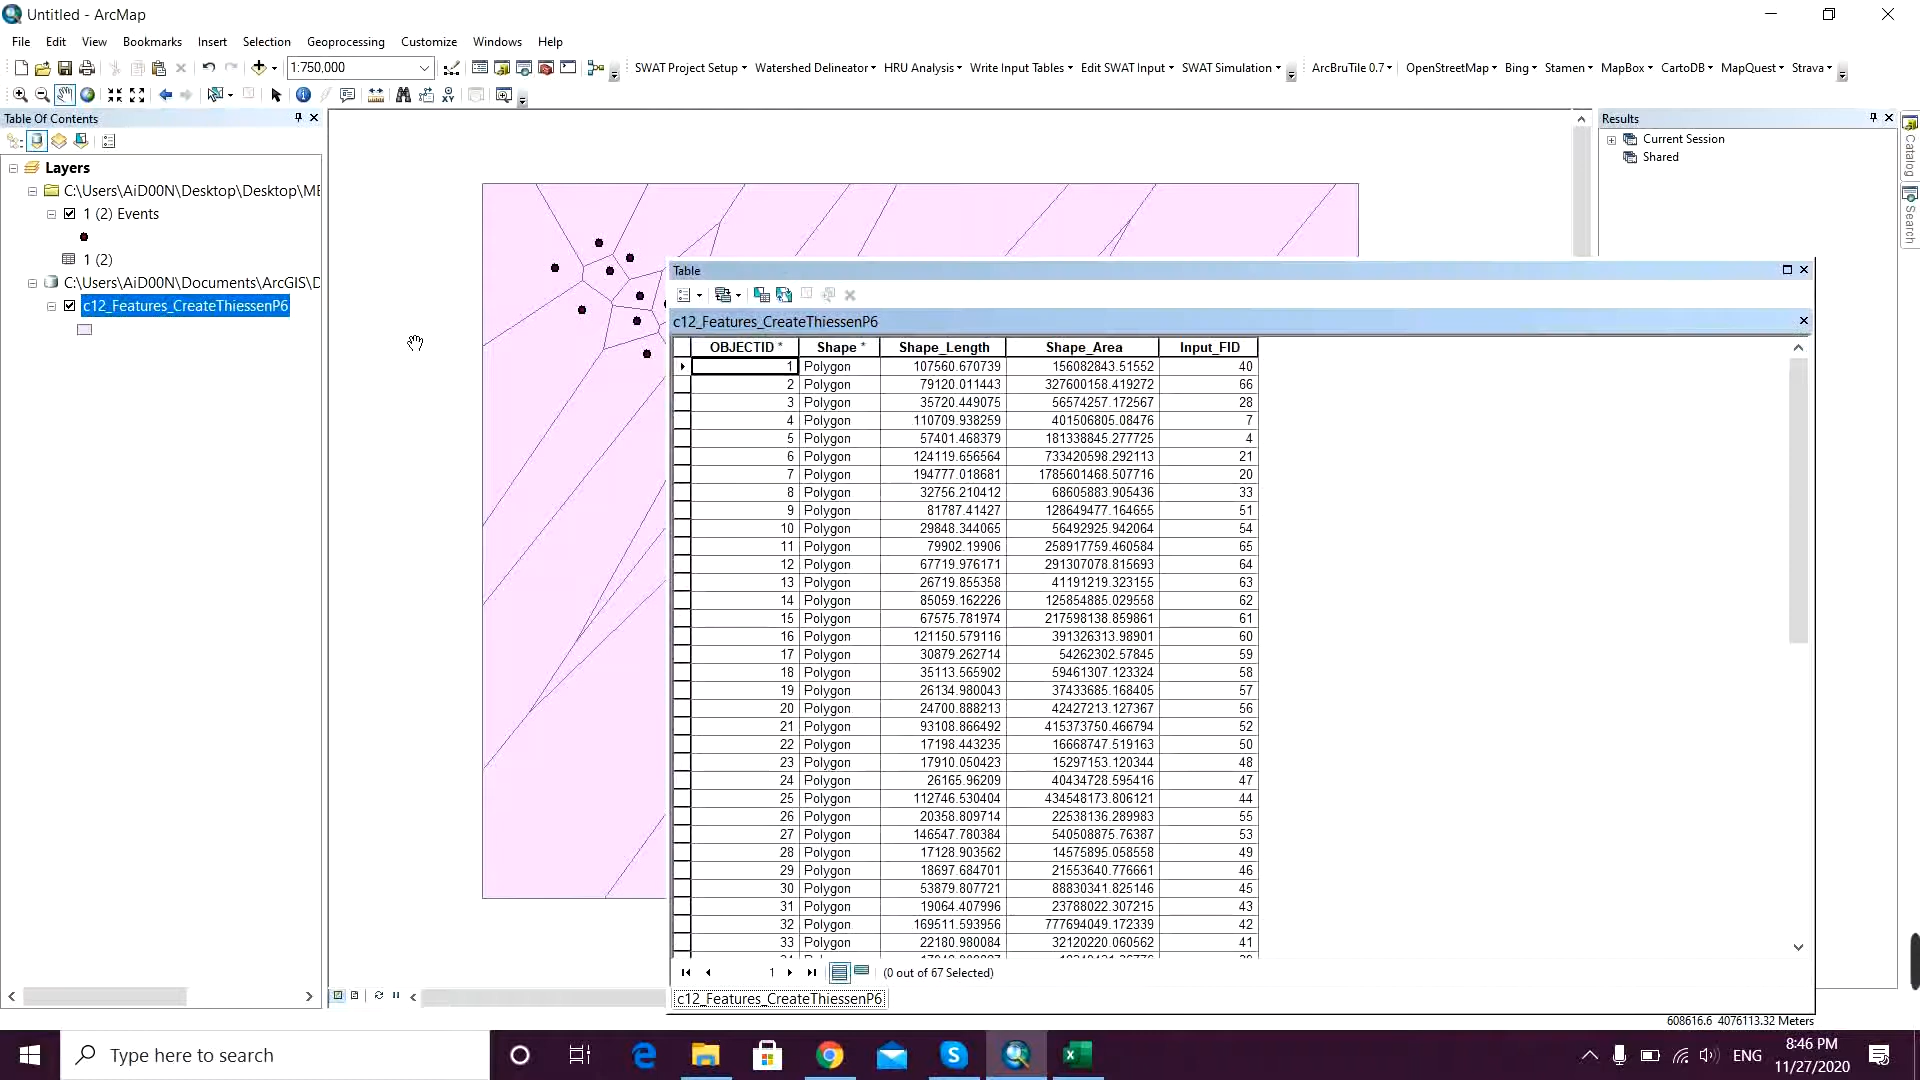 Untitled - ArcMap
File Edit View Bookmarks Insert Selection Geoprocessing Customize Windows Help
1:750,000
SWAT Project Setup Watershed Delineator HRU Analysis Write Input Tables Edit SWAT Input SWAT Simulation ArcBruTile 0.7 OpenStreetMap Bing Stamen MapBox CartoDB MapQuest Strava
Table Of Contents
Layers
C:\Users\AiD00N\Desktop\Desktop\ME
1 (2) Events
1 (2)
C:\Users\AiD00N\Documents\ArcGIS\D
c12_Features_CreateThiessenP6
Results
Current Session
Shared
Catalog
Search
Table
c12_Features_CreateThiessenP6
OBJECTID * Shape * Shape_Length Shape_Area Input_FID
1 Polygon 107560.670739 156082843.51552 40
2 Polygon 79120.011443 327600158.419272 66
3 Polygon 35720.449075 56574257.172567 28
4 Polygon 110709.938259 401506805.08476 7
5 Polygon 57401.468379 181338845.277725 4
6 Polygon 124119.656564 733420598.292113 21
7 Polygon 194777.018681 1785601468.507716 20
8 Polygon 32756.210412 68605883.905436 33
9 Polygon 81787.41427 128649477.164655 51
10 Polygon 29848.344065 56492925.942064 54
11 Polygon 79902.19906 258917759.460584 65
12 Polygon 67719.976171 291307078.815693 64
13 Polygon 26719.855358 41191219.323155 63
14 Polygon 85059.162226 125854885.029558 62
15 Polygon 67575.781974 217598138.859861 61
16 Polygon 121150.579116 391326313.98901 60
17 Polygon 30879.262714 54262302.57845 59
18 Polygon 35113.565902 59461307.123324 58
19 Polygon 26134.980043 37433685.168405 57
20 Polygon 24700.888213 42427213.127367 56
21 Polygon 93108.866492 415373750.466794 52
22 Polygon 17198.443235 16668747.519163 50
23 Polygon 17910.050423 15297153.120344 48
24 Polygon 26165.96209 40434728.595416 47
25 Polygon 112746.530404 434548173.806121 44
26 Polygon 20358.809714 22538136.289983 55
27 Polygon 146547.780384 540508875.76387 53
28 Polygon 17128.903562 14575895.058558 49
29 Polygon 18697.684701 21553640.776661 46
30 Polygon 53879.807721 88830341.825146 45
31 Polygon 19064.407996 23788022.307215 43
32 Polygon 169511.593956 777694049.172339 42
33 Polygon 22180.980084 32120220.060562 41
1 (0 out of 67 Selected)
c12_Features_CreateThiessenP6
608616.6 4076113.32 Meters
Type here to search
ENG
8:46 PM
11/27/2020